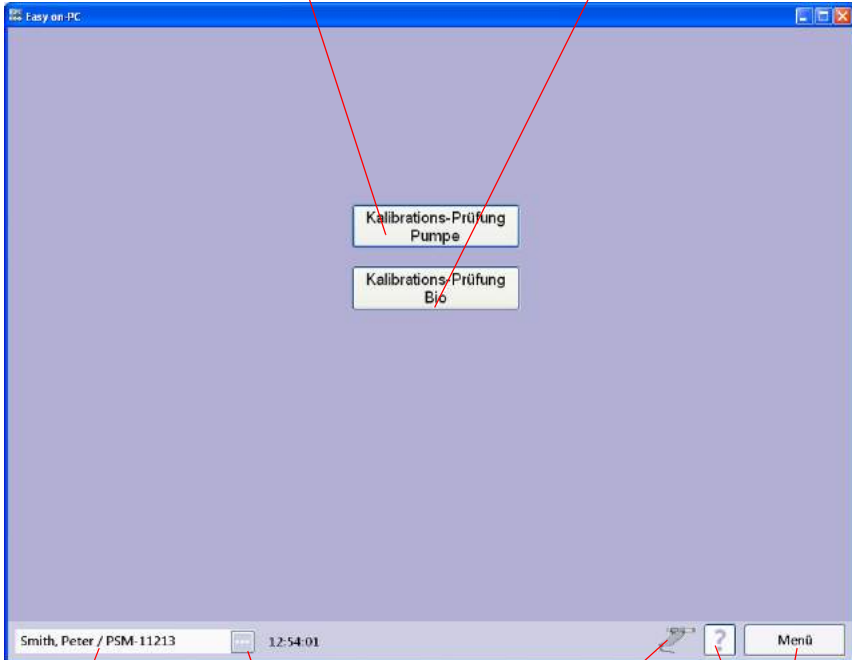 Easy on-PC
Kalibrations-Prüfung
Pumpe
Kalibrations-Prüfung
Bio
Smith, Peter / PSM-11213 ... 12:54:01 ? Menü